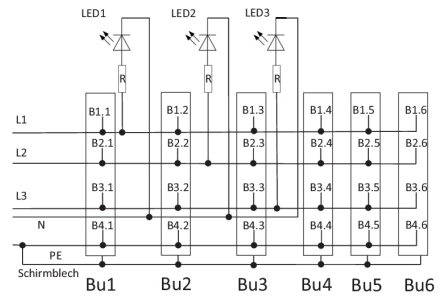 LED1 LED2 LED3
R R R
B1.1 B1.2 B1.3 B1.4 B1.5 B1.6
L1
B2.1 B2.2 B2.3 B2.4 B2.5 B2.6
L2
B3.1 B3.2 B3.3 B3.4 B3.5 B3.6
L3
N
B4.1 B4.2 B4.3 B4.4 B4.5 B4.6
PE
Schirmblech
Bu1 Bu2 Bu3 Bu4 Bu5 Bu6